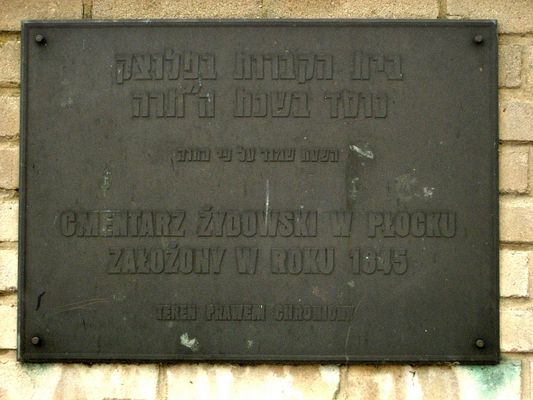 בית הקברות בפלוצק
נוסד בשנת ה'תרה
השטח שמור על פי החוק
CMENTARZ ŻYDOWSKI W PŁOCKU
ZAŁOŻONY W ROKU 1845
TEREN PRAWEM CHRONIONY